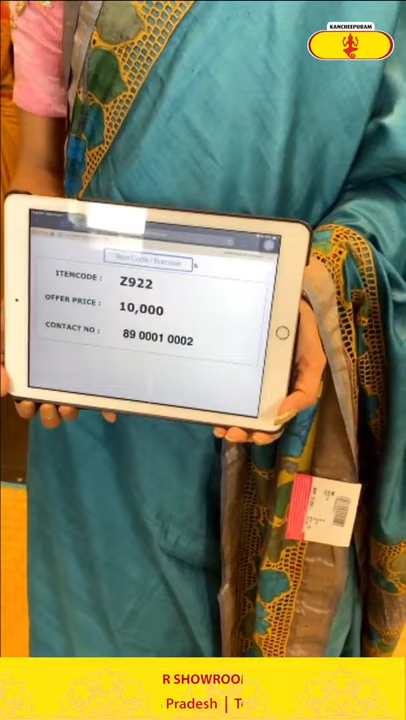 KANCHEEPURAM
Your Code / Barcode
ITEMCODE : Z922
OFFER PRICE : 10,000
CONTACT NO : 89 0001 0002
R SHOWROO
Pradesh | T